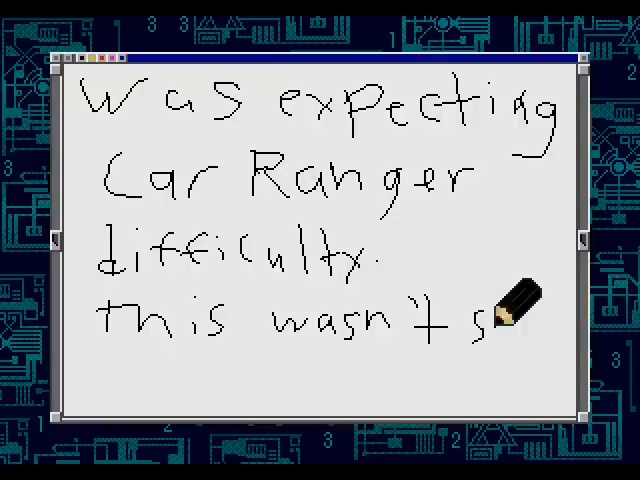 Was expecting
Car Ranger
difficulty.
This wasn't s